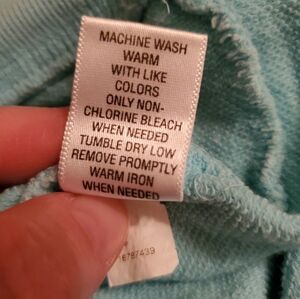 MACHINE WASH
WARM
WITH LIKE
COLORS
ONLY NON-
CHLORINE BLEACH
WHEN NEEDED
TUMBLE DRY LOW
REMOVE PROMPTLY
WARM IRON
WHEN NEEDED
16787439